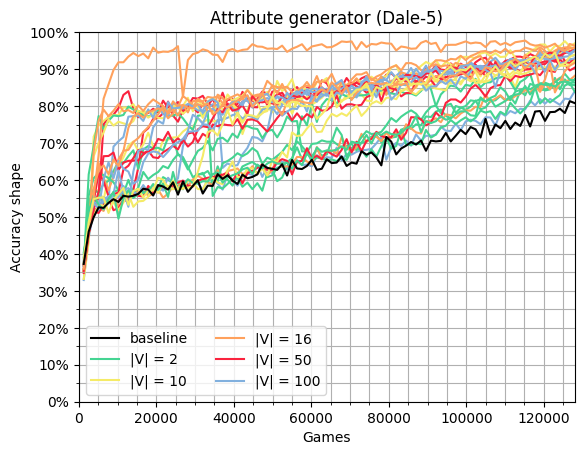 Attribute generator (Dale-5)
100%
90%
80%
70%
60%
50%
40%
30%
20%
10%
0%
Accuracy shape
baseline
|V| = 2
|V| = 10
|V| = 16
|V| = 50
|V| = 100
0 20000 40000 60000 80000 100000 120000
Games